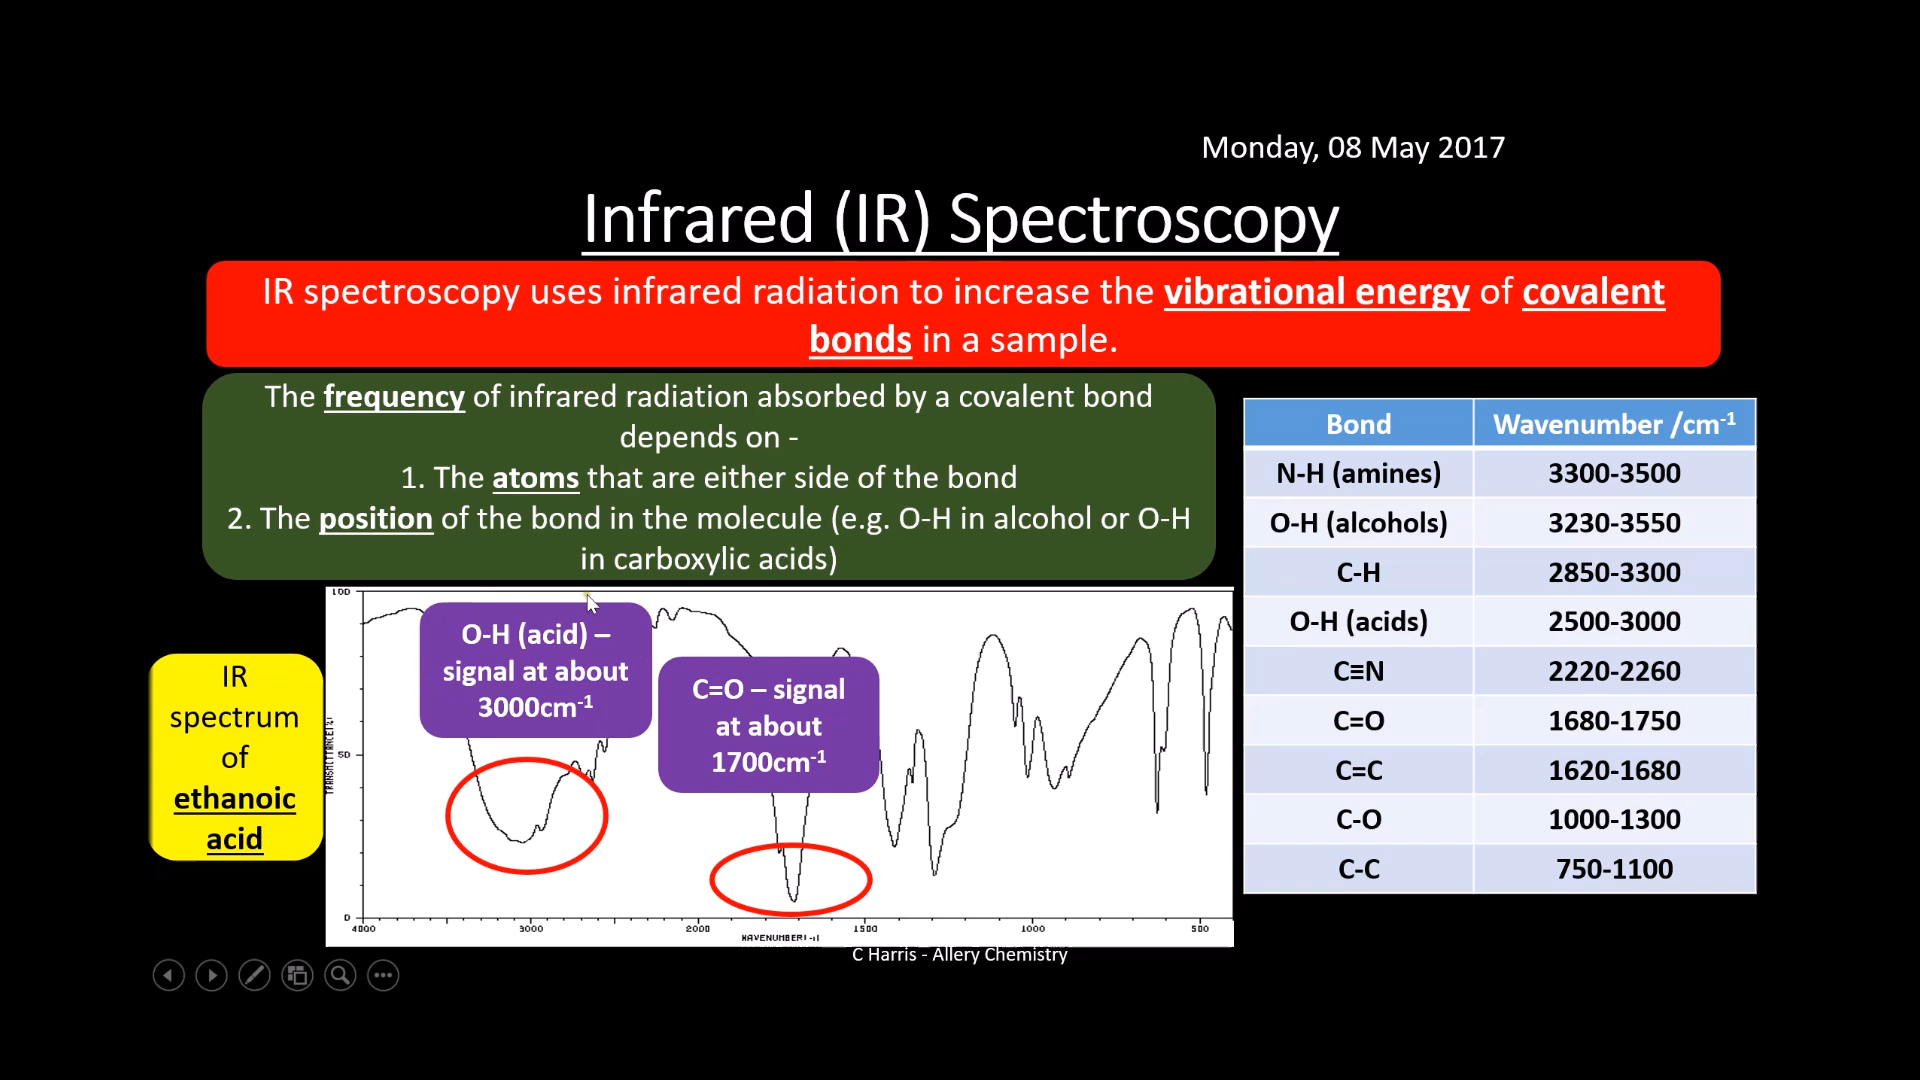 Monday, 08 May 2017
Infrared (IR) Spectroscopy
IR spectroscopy uses infrared radiation to increase the vibrational energy of covalent
bonds in a sample.
The frequency of infrared radiation absorbed by a covalent bond
depends on -
1. The atoms that are either side of the bond
2. The position of the bond in the molecule (e.g. O-H in alcohol or O-H
in carboxylic acids)
Bond Wavenumber /cm⁻¹
N-H (amines) 3300-3500
O-H (alcohols) 3230-3550
C-H 2850-3300
O-H (acids) 2500-3000
C≡N 2220-2260
C=O 1680-1750
C=C 1620-1680
C-O 1000-1300
C-C 750-1100
IR
spectrum
of
ethanoic
acid
O-H (acid) –
signal at about
3000cm⁻¹
C=O – signal
at about
1700cm⁻¹
100
50
0
4000 3000 2000 1500 1000 500
C Harris - Allery Chemistry